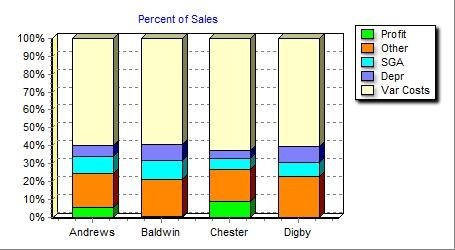 Percent of Sales
Profit
Other
SGA
Depr
Var Costs
100%
90%
80%
70%
60%
50%
40%
30%
20%
10%
0%
Andrews Baldwin Chester Digby